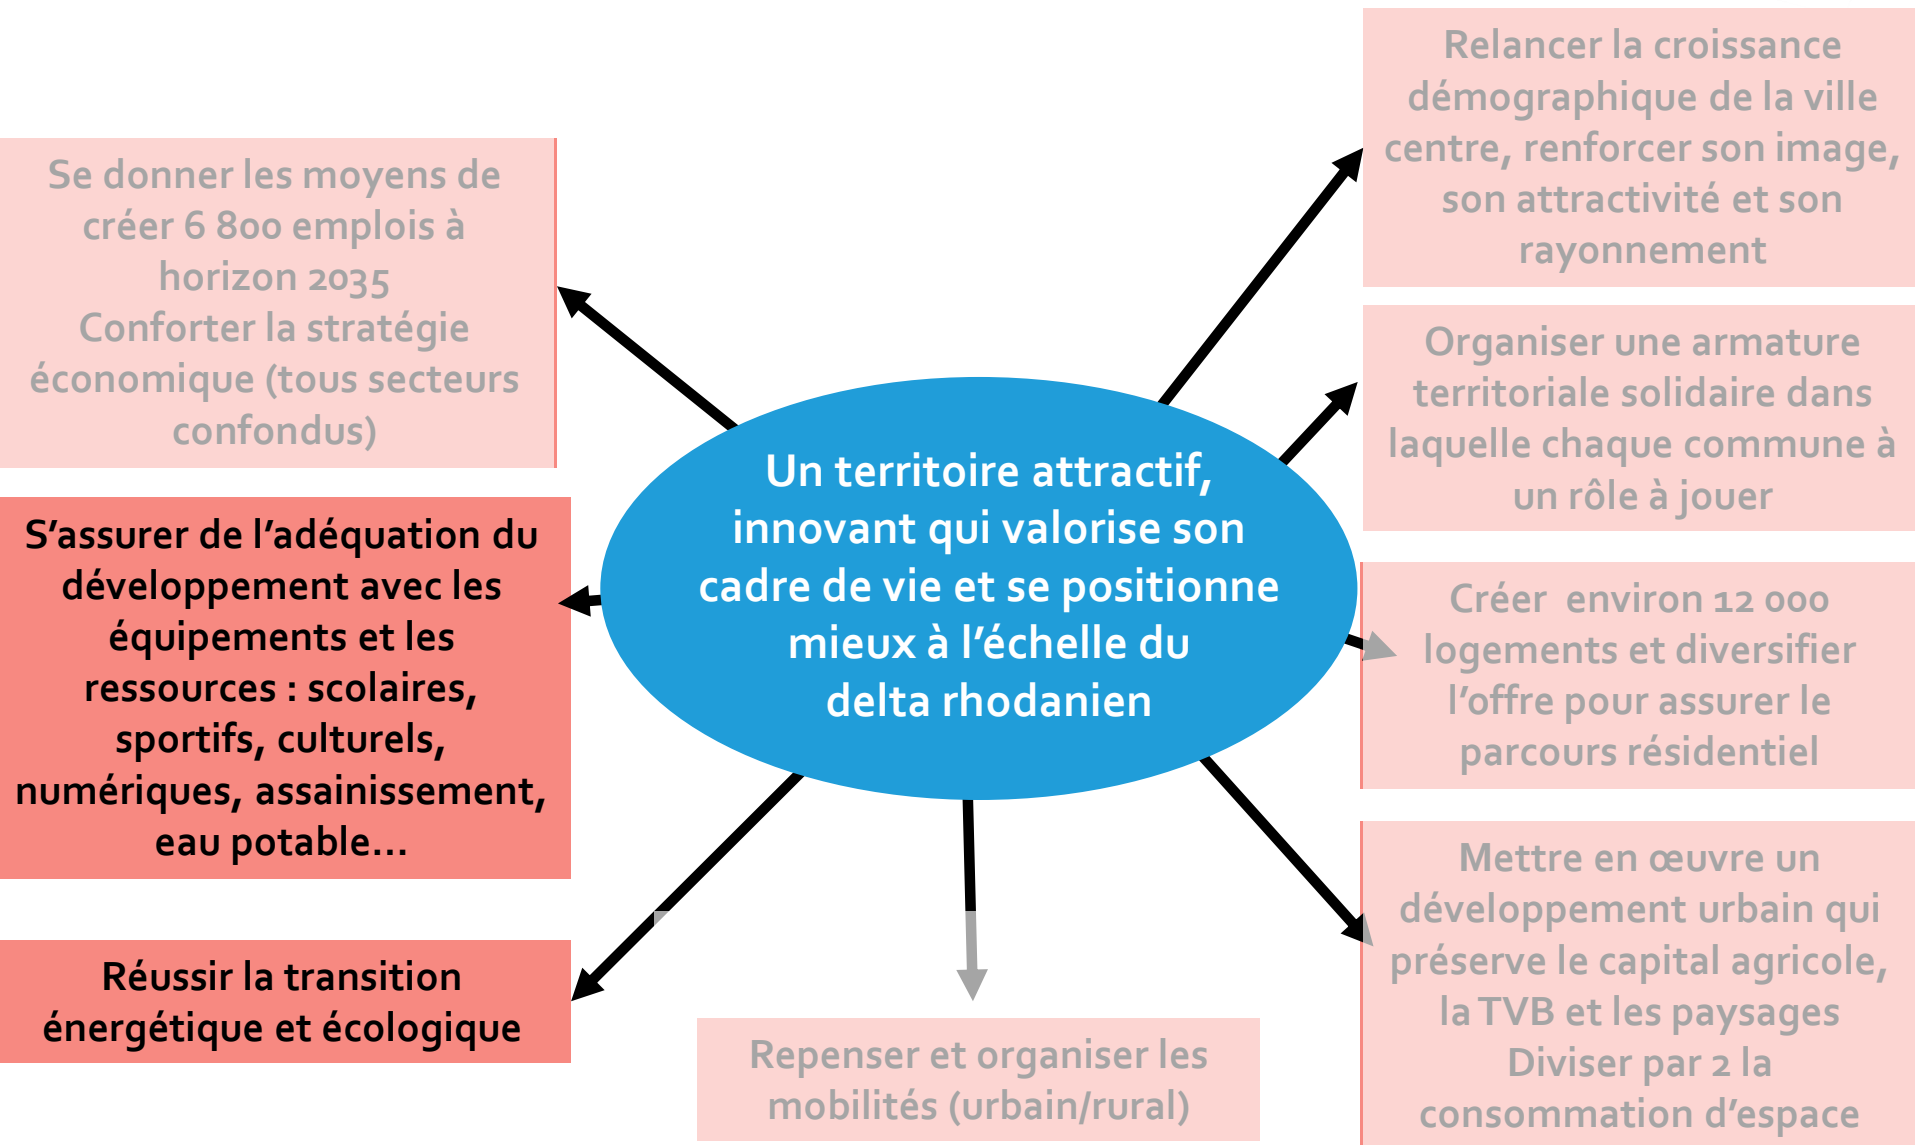 Se donner les moyens de
créer 6 800 emplois à
horizon 2035
Conforter la stratégie
économique (tous secteurs
confondus)
S’assurer de l’adéquation du
développement avec les
équipements et les
ressources : scolaires,
sportifs, culturels,
numériques, assainissement,
eau potable…
Réussir la transition
énergétique et écologique
Un territoire attractif,
innovant qui valorise son
cadre de vie et se positionne
mieux à l’échelle du
delta rhodanien
Repenser et organiser les
mobilités (urbain/rural)
Relancer la croissance
démographique de la ville
centre, renforcer son image,
son attractivité et son
rayonnement
Organiser une armature
territoriale solidaire dans
laquelle chaque commune à
un rôle à jouer
Créer  environ 12 000
logements et diversifier
l’offre pour assurer le
parcours résidentiel
Mettre en œuvre un
développement urbain qui
préserve le capital agricole,
la TVB et les paysages
Diviser par 2 la
consommation d’espace